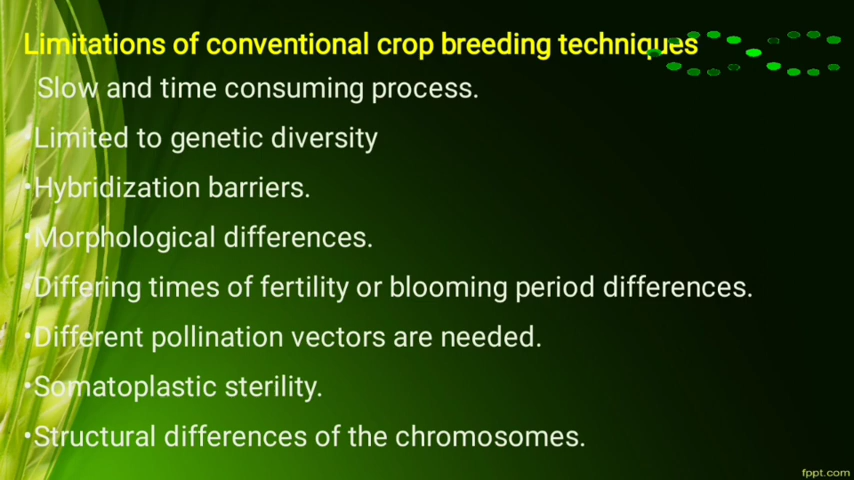 Limitations of conventional crop breeding techniques
Slow and time consuming process.
•Limited to genetic diversity
•Hybridization barriers.
•Morphological differences.
•Differing times of fertility or blooming period differences.
•Different pollination vectors are needed.
•Somatoplastic sterility.
•Structural differences of the chromosomes.
fppt.com